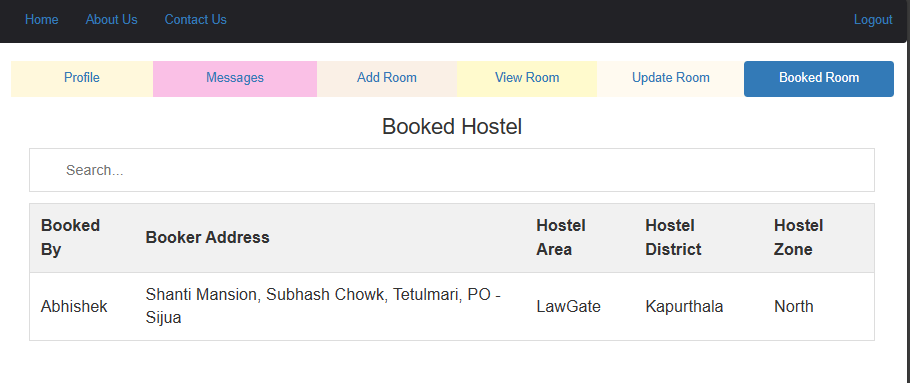 Home About Us Contact Us Logout
Profile Messages Add Room View Room Update Room Booked Room
Booked Hostel
Search...
Booked By Booker Address Hostel Area Hostel District Hostel Zone
Abhishek Shanti Mansion, Subhash Chowk, Tetulmari, PO - Sijua LawGate Kapurthala North